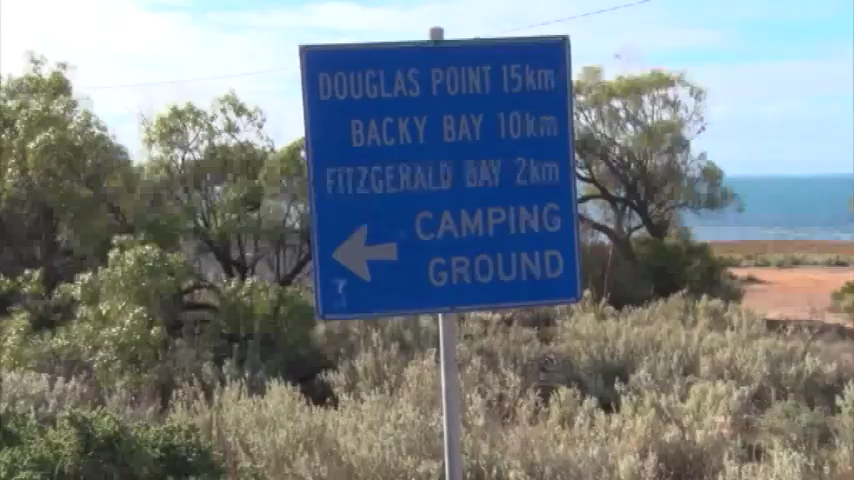 DOUGLAS POINT 15km
BACKY BAY 10km
FITZGERALD BAY 2km
CAMPING
GROUND